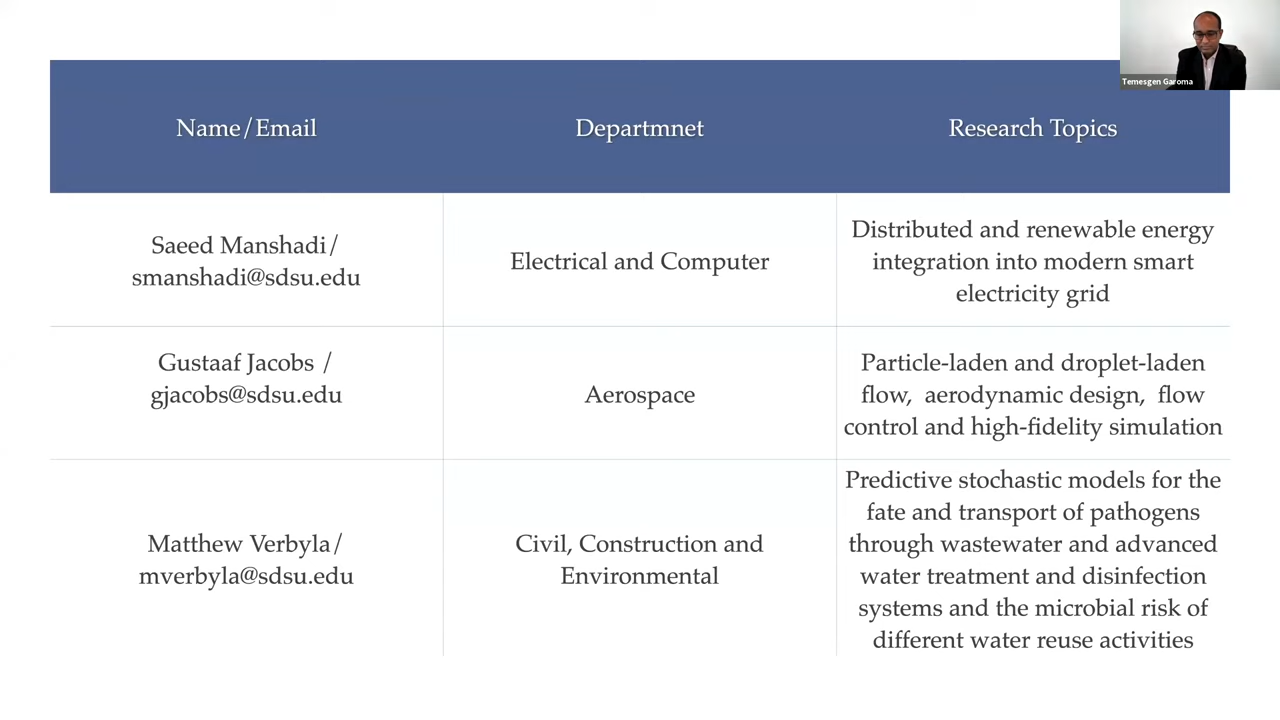 Temesgen Garoma
Name/Email
Departmnet
Research Topics
Saeed Manshadi/
smanshadi@sdsu.edu
Electrical and Computer
Distributed and renewable energy
integration into modern smart
electricity grid
Gustaaf Jacobs /
gjacobs@sdsu.edu
Aerospace
Particle-laden and droplet-laden
flow, aerodynamic design, flow
control and high-fidelity simulation
Matthew Verbyla/
mverbyla@sdsu.edu
Civil, Construction and
Environmental
Predictive stochastic models for the
fate and transport of pathogens
through wastewater and advanced
water treatment and disinfection
systems and the microbial risk of
different water reuse activities